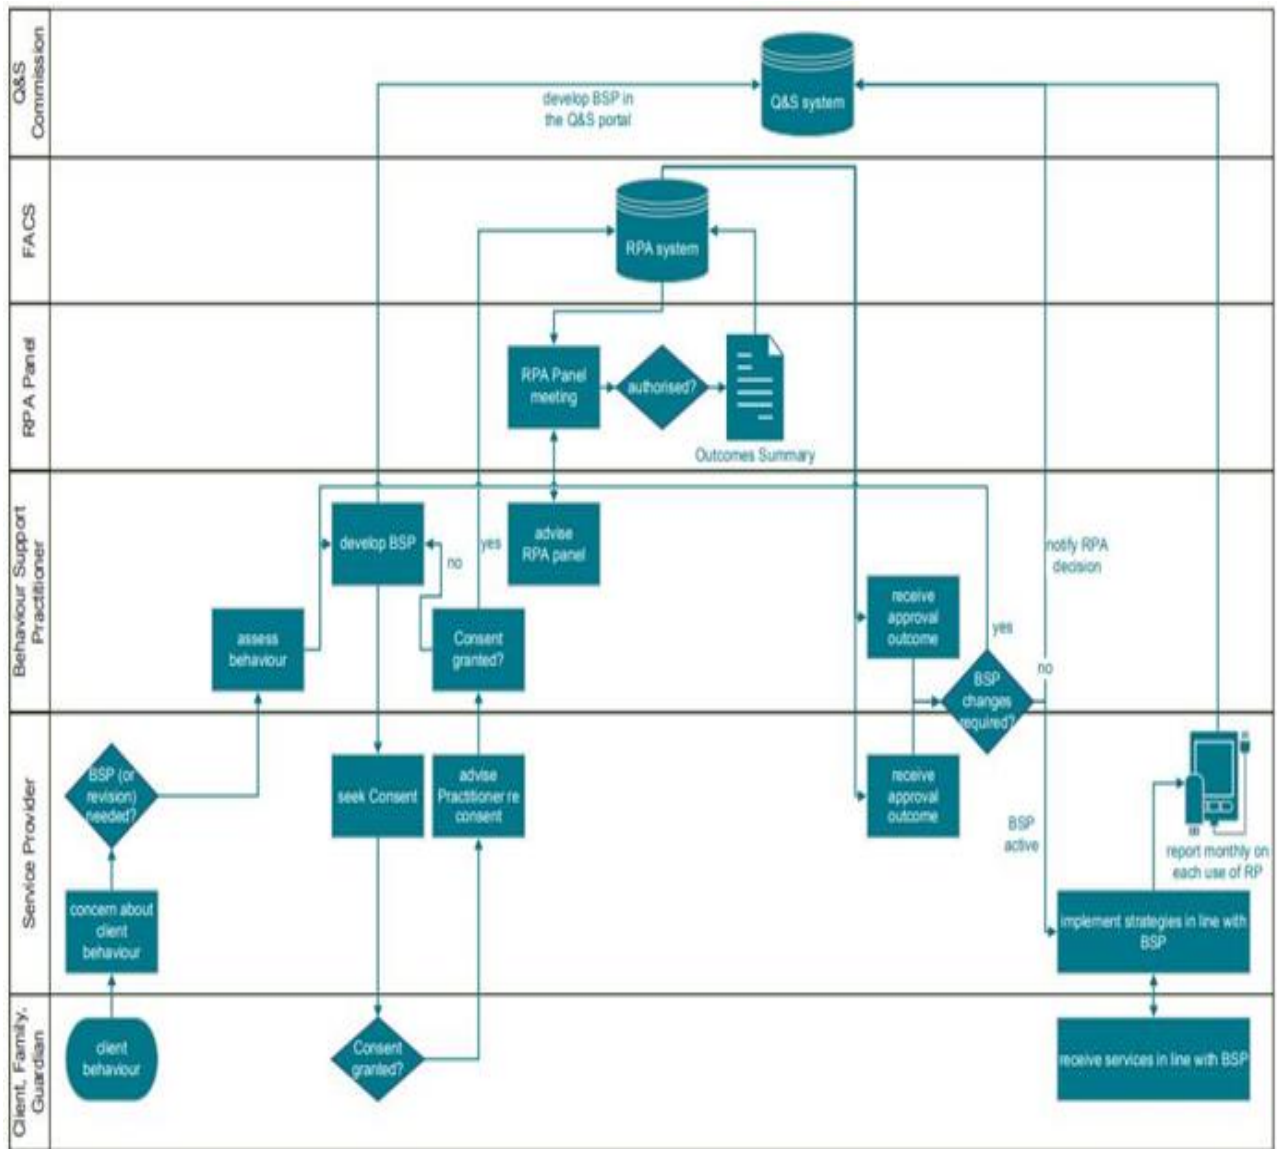 Q&S
Commission
Q&S system
develop BSP in
the Q&S portal
FACS
RPA system
RPA Panel
RPA Panel
meeting
authorised?
Outcomes Summary
Behaviour Support
Practitioner
develop BSP
no
yes
advise
RPA panel
assess
behaviour
Consent
granted?
receive
approval
outcome
yes
BSP
changes
required?
no
notify RPA
decision
Service Provider
BSP (or
revision)
needed?
seek Consent
advise
Practitioner re
consent
receive
approval
outcome
BSP
active
report monthly on
each use of RP
concern about
client
behaviour
implement strategies in line with
BSP
Client, Family,
Guardian
client
behaviour
Consent
granted?
receive services in line with BSP